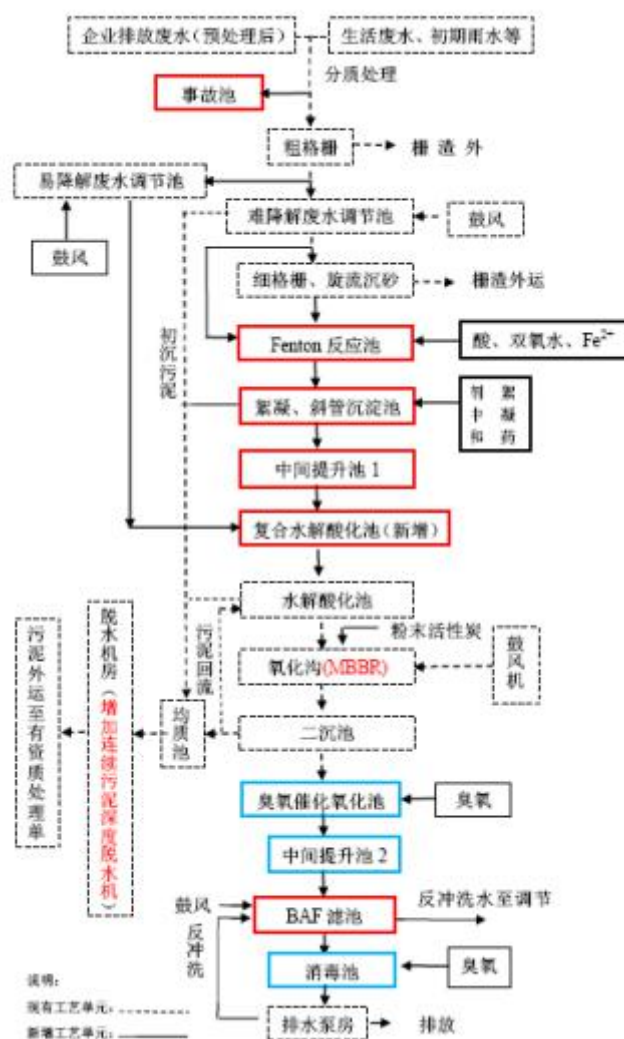 企业排放废水(预处理后)
生活废水、初期雨水等
分质处理
事故池
粗格栅
栅 渣 外
易降解废水调节池
难降解废水调节池
鼓风
鼓风
细格栅、旋流沉砂
栅渣外运
初沉污泥
Fenton 反应池
酸、双氧水、Fe²⁺
絮凝、斜管沉淀池
剂 絮
中 凝
和 药
中间提升池 1
复合水解酸化池(新增)
水解酸化池
污泥回流
粉末活性炭
氧化沟(MBBR)
鼓风机
污泥外运至有资质处理单
脱水机房(增加连续污泥深度脱水机)
均质池
二沉池
臭氧催化氧化池
臭氧
中间提升池 2
鼓风
BAF 滤池
反冲洗水至调节
反冲洗
消毒池
臭氧
排水泵房
排放
说明:
现有工艺单元:
新增工艺单元: